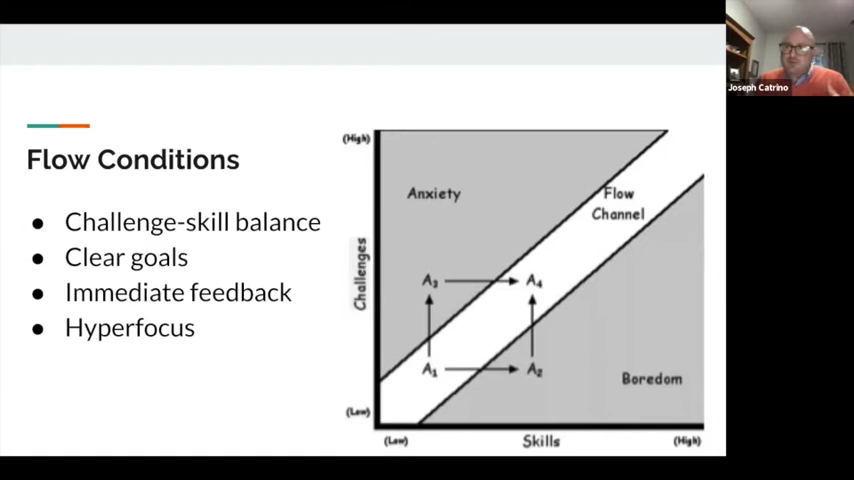 Flow Conditions
● Challenge-skill balance
● Clear goals
● Immediate feedback
● Hyperfocus
(High)
Anxiety
Flow
Channel
Challenges
A3
A4
A1
A2
Boredom
(Low)
(Low)
Skills
(High)
Joseph Catrino